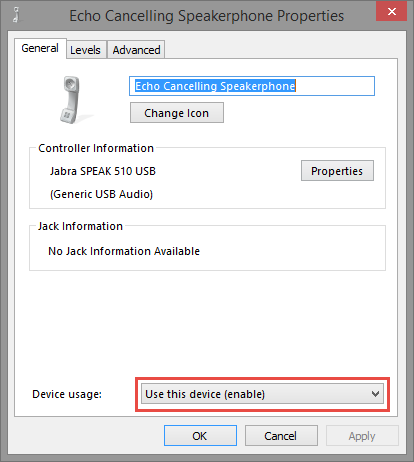 Echo Cancelling Speakerphone Properties
General Levels Advanced
Echo Cancelling Speakerphone
Change Icon
Controller Information
Jabra SPEAK 510 USB Properties
(Generic USB Audio)
Jack Information
No Jack Information Available
Device usage: Use this device (enable)
OK Cancel Apply